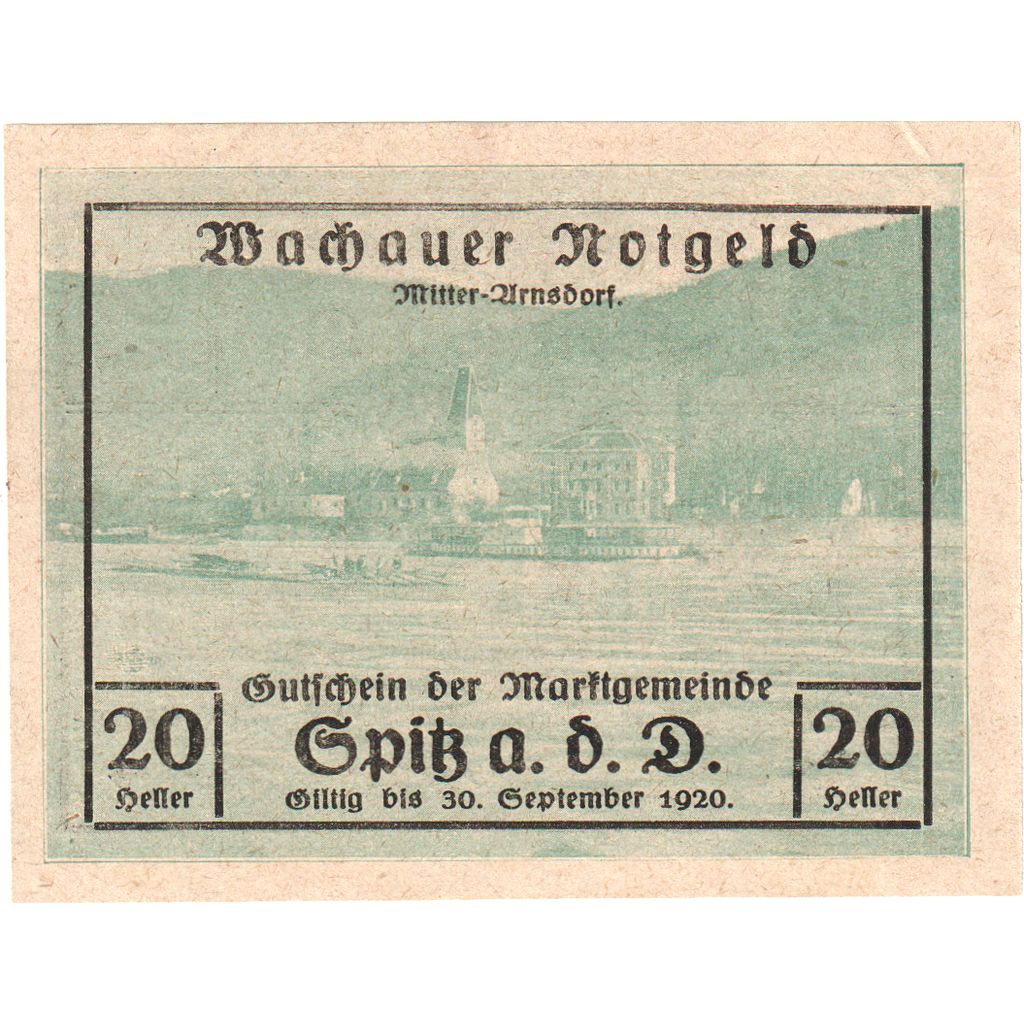 Wachauer Notgeld
Mitter-Arnsdorf.
Gutschein der Marktgemeinde
20 Heller
Spitz a. d. D.
20 Heller
Giltig bis 30. September 1920.